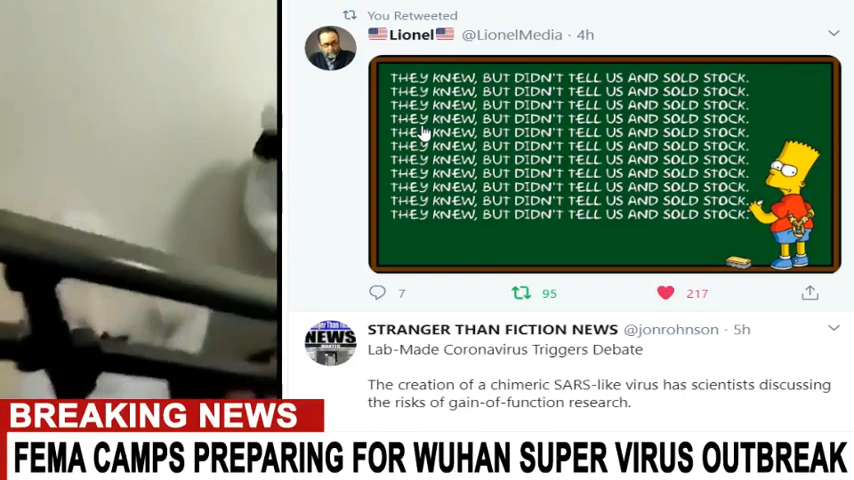 You Retweeted
Lionel @LionelMedia · 4h
THEY KNEW, BUT DIDN'T TELL US AND SOLD STOCK.
THEY KNEW, BUT DIDN'T TELL US AND SOLD STOCK.
THEY KNEW, BUT DIDN'T TELL US AND SOLD STOCK.
THEY KNEW, BUT DIDN'T TELL US AND SOLD STOCK.
THEY KNEW, BUT DIDN'T TELL US AND SOLD STOCK.
THEY KNEW, BUT DIDN'T TELL US AND SOLD STOCK.
THEY KNEW, BUT DIDN'T TELL US AND SOLD STOCK.
THEY KNEW, BUT DIDN'T TELL US AND SOLD STOCK.
THEY KNEW, BUT DIDN'T TELL US AND SOLD STOCK.
THEY KNEW, BUT DIDN'T TELL US AND SOLD STOCK.
THEY KNEW, BUT DIDN'T TELL US AND SOLD STOCK.
7 95 217
STRANGER THAN FICTION NEWS @jonrohnson · 5h
NEWS
Lab-Made Coronavirus Triggers Debate
The creation of a chimeric SARS-like virus has scientists discussing
the risks of gain-of-function research.
BREAKING NEWS
FEMA CAMPS PREPARING FOR WUHAN SUPER VIRUS OUTBREAK